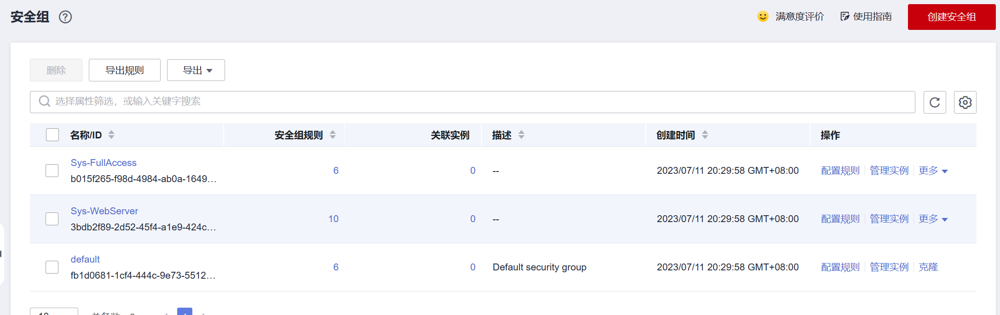 安全组
满意度评价 使用指南 创建安全组
删除 导出规则 导出
选择属性筛选，或输入关键字搜索
名称/ID 安全组规则 关联实例 描述 创建时间 操作
Sys-FullAccess
b015f265-f98d-4984-ab0a-1649...
6 0 -- 2023/07/11 20:29:58 GMT+08:00 配置规则 管理实例 更多
Sys-WebServer
3bdb2f89-2d52-45f4-a1e9-424c...
10 0 -- 2023/07/11 20:29:58 GMT+08:00 配置规则 管理实例 更多
default
fb1d0681-1cf4-444c-9e73-5512...
6 0 Default security group 2023/07/11 20:29:58 GMT+08:00 配置规则 管理实例 克隆